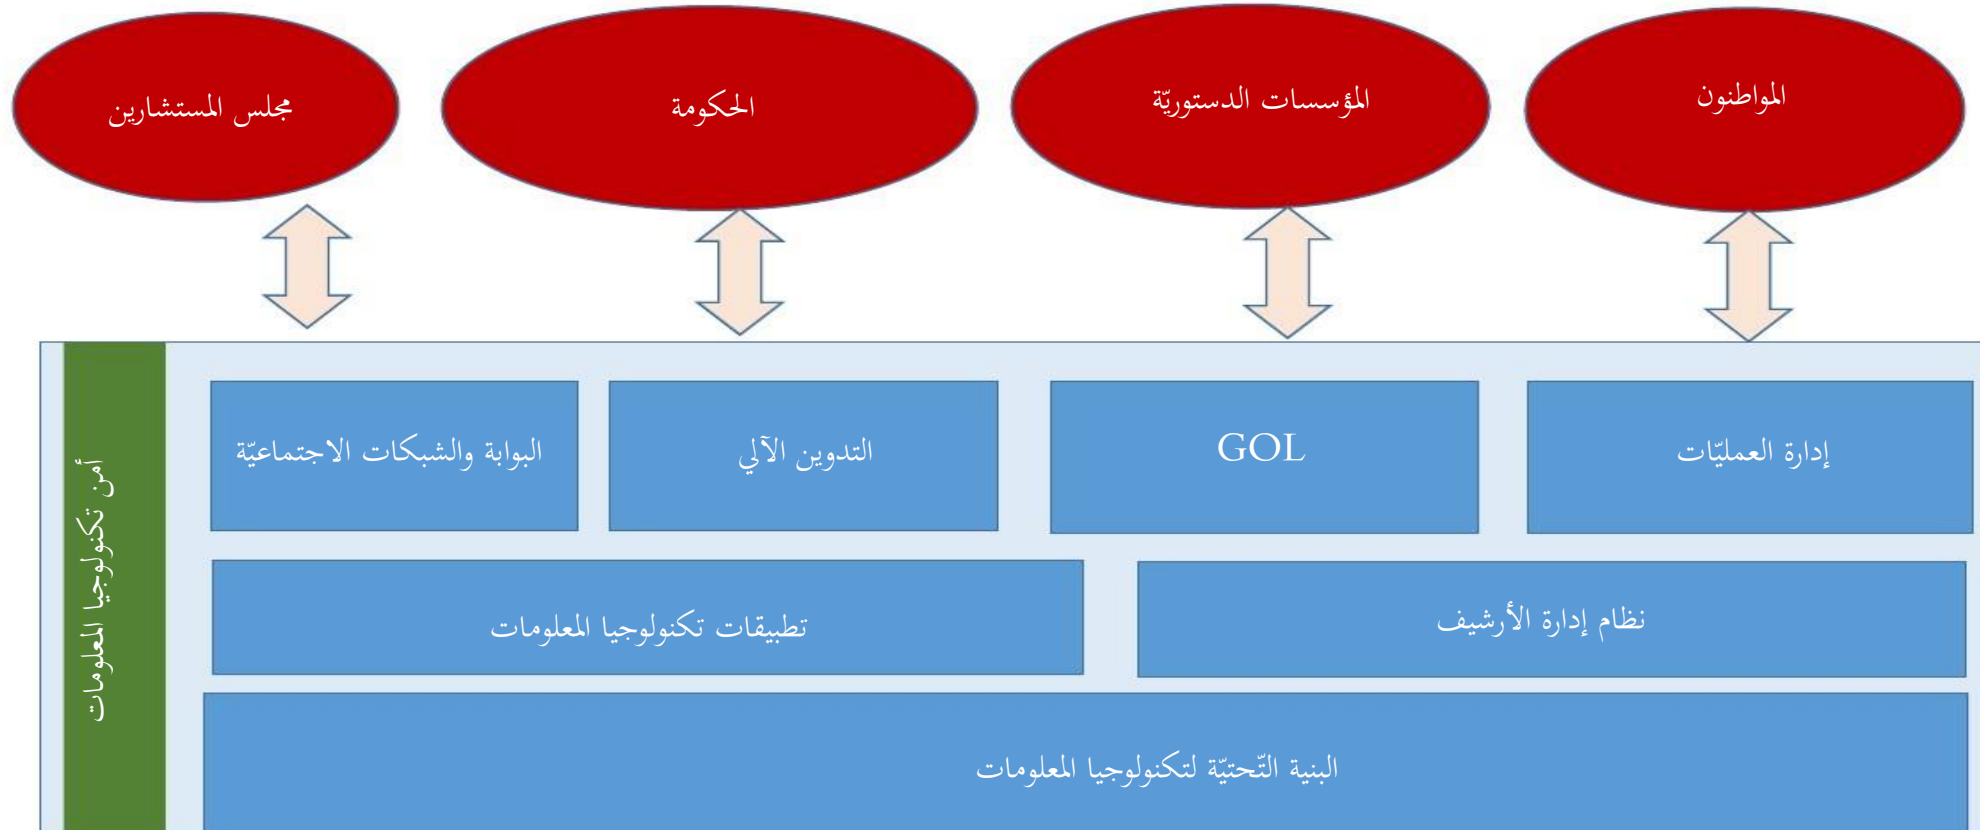 المواطنون
المؤسسات الدستوريّة
الحكومة
مجلس المستشارين
إدارة العمليّات
GOL
التدوين الآلي
البوابة والشبكات الاجتماعيّة
نظام إدارة الأرشيف
تطبيقات تكنولوجيا المعلومات
البنية التّحتيّة لتكنولوجيا المعلومات
أمن تكنولوجيا المعلومات